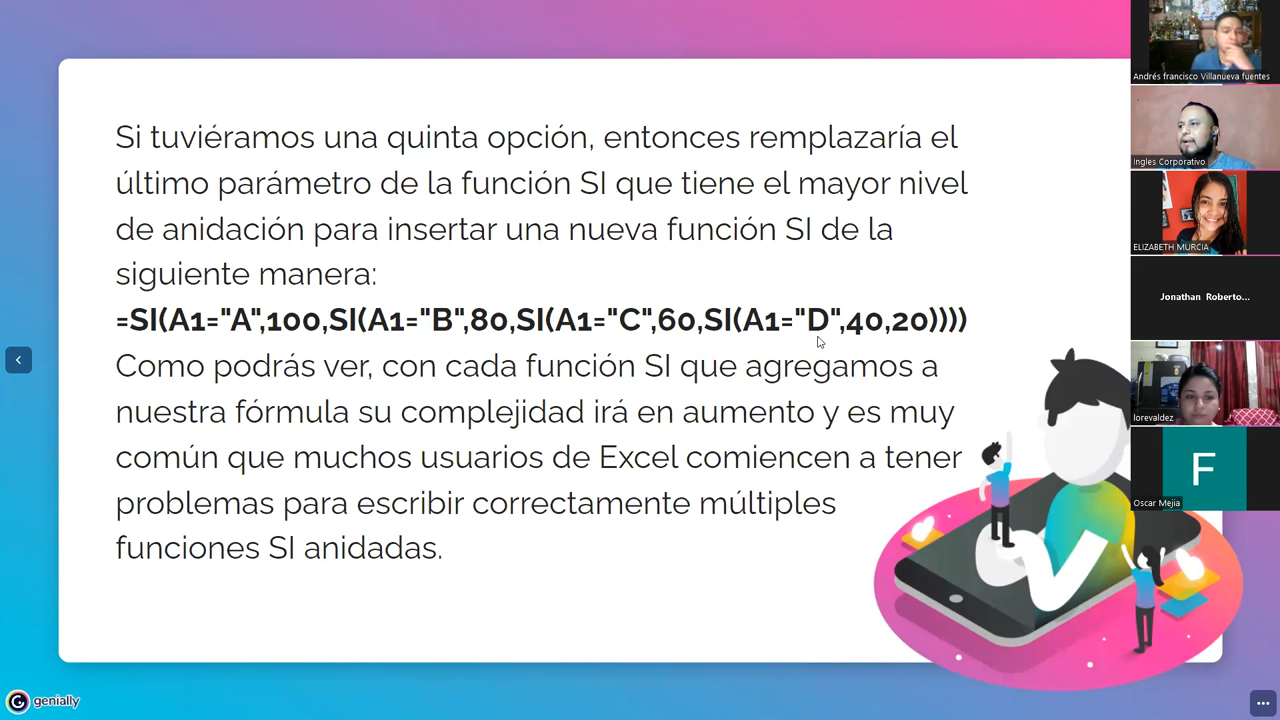 Si tuviéramos una quinta opción, entonces remplazaría el
último parámetro de la función SI que tiene el mayor nivel
de anidación para insertar una nueva función SI de la
siguiente manera:
=SI(A1="A",100,SI(A1="B",80,SI(A1="C",60,SI(A1="D",40,20))))
Como podrás ver, con cada función SI que agregamos a
nuestra fórmula su complejidad irá en aumento y es muy
común que muchos usuarios de Excel comiencen a tener
problemas para escribir correctamente múltiples
funciones SI anidadas.
genially
Andrés francisco Villanueva fuentes
Ingles Corporativo
ELIZABETH MURCIA
Jonathan Roberto...
lorevaldez
F
Oscar Mejia